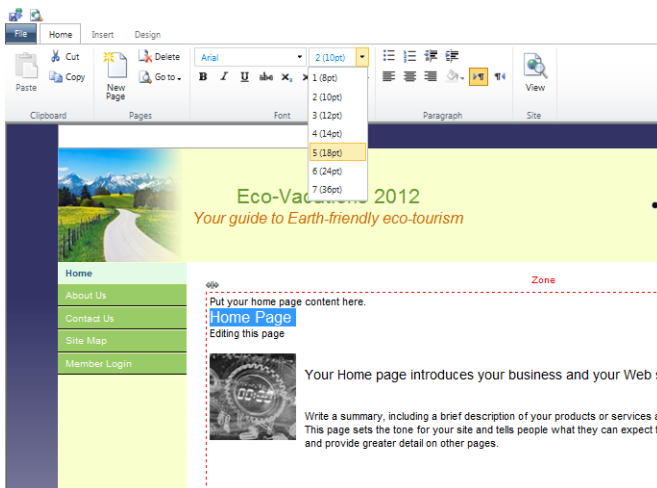 File Home Insert Design
Cut
Copy
Paste
Clipboard
New
Page
Delete
Go to
Pages
Arial 2 (10pt)
B I U abc x,
Font
1 (8pt)
2 (10pt)
3 (12pt)
4 (14pt)
5 (18pt)
6 (24pt)
7 (36pt)
Paragraph
View
Site
2012
Your guide to Earth-friendly eco-tourism
Home
About Us
Contact Us
Site Map
Member Login
Zone
Put your home page content here.
Home Page
Editing this page
00:00
Your Home page introduces your business and your Web
Write a summary, including a brief description of your products or services
This page sets the tone for your site and tells people what they can expect
and provide greater detail on other pages.